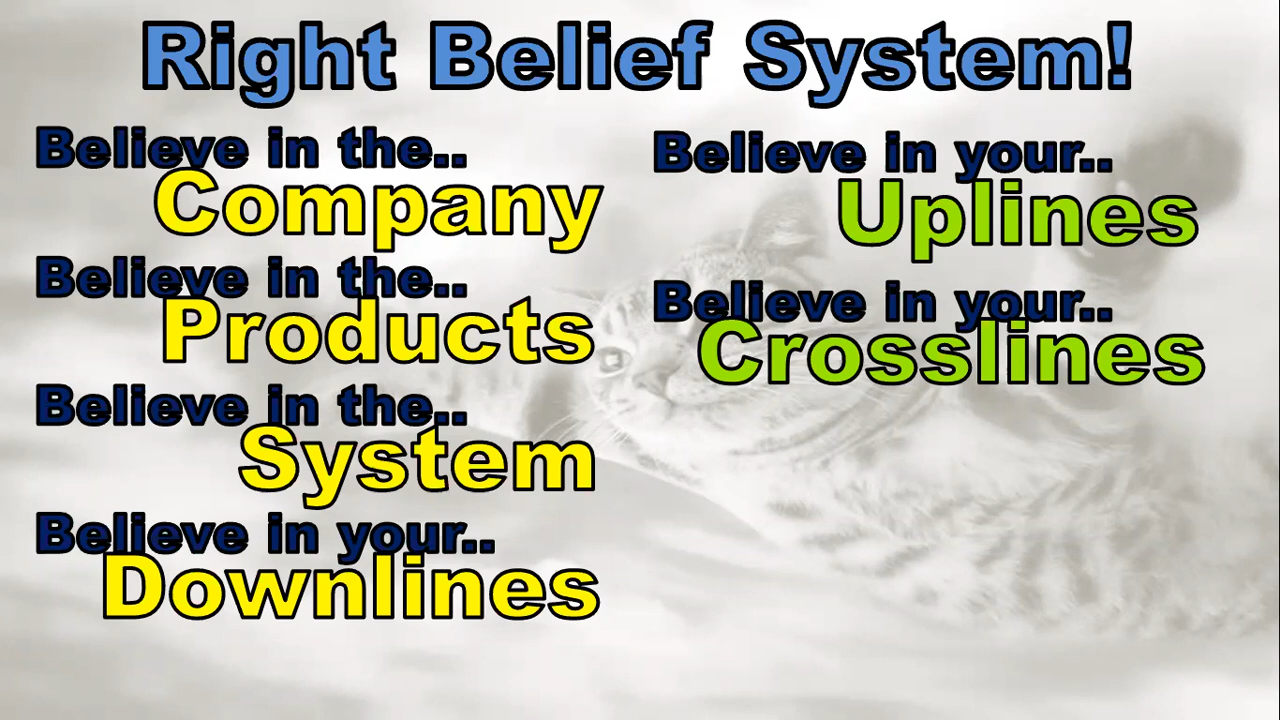 Right Belief System!
Believe in the..
Company
Believe in the..
Products
Believe in the..
System
Believe in your..
Downlines
Believe in your..
Uplines
Believe in your..
Crosslines